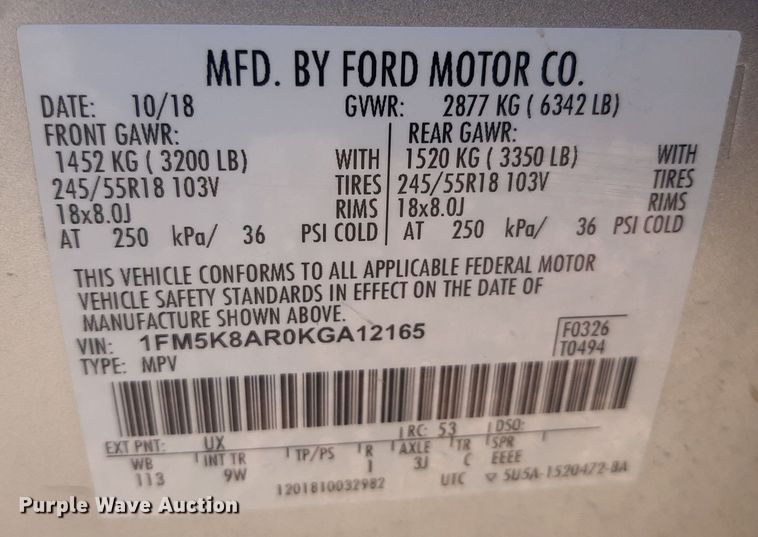 MFD. BY FORD MOTOR CO.
DATE: 10/18 GVWR: 2877 KG ( 6342 LB)
FRONT GAWR: REAR GAWR:
1452 KG ( 3200 LB) WITH 1520 KG ( 3350 LB) WITH
245/55R18 103V TIRES 245/55R18 103V TIRES
18x8.0J RIMS 18x8.0J RIMS
AT 250 kPa/ 36 PSI COLD AT 250 kPa/ 36 PSI COLD
THIS VEHICLE CONFORMS TO ALL APPLICABLE FEDERAL MOTOR
VEHICLE SAFETY STANDARDS IN EFFECT ON THE DATE OF
MANUFACTURE SHOWN ABOVE.
VIN: 1FM5K8AR0KGA12165 F0326
TYPE: MPV T0494
EXT PNT: UX RC: 53 DSO:
WB INT TR TP/PS R AXLE TR SPR
113 9W 1 3J C EEEE
1201810032982 UTC ▽ 5U5A-1520472-BA
Purple Wave Auction